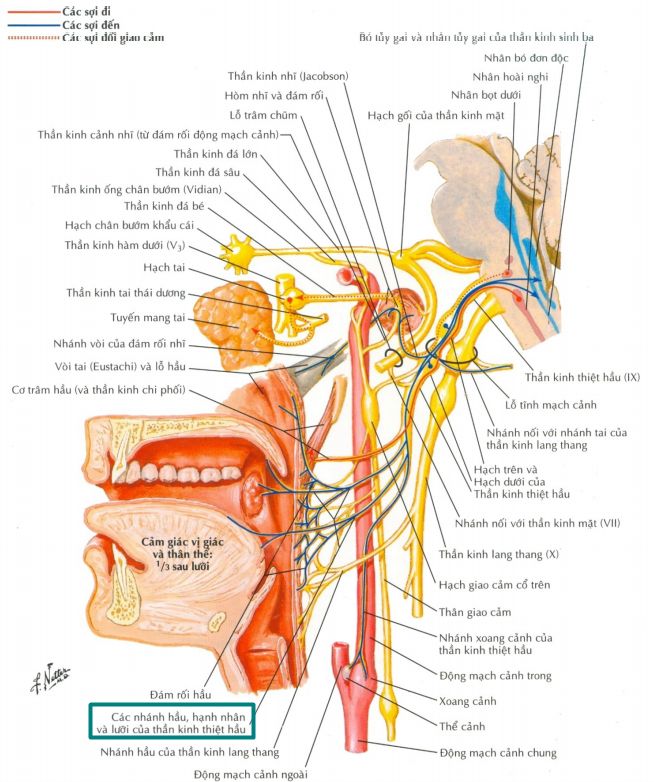 Các sợi đi
Các sợi đến
Các sợi đối giao cảm
Bó tủy gai và nhân tủy gai của thần kinh sinh ba
Nhân bó đơn độc
Nhân hoài nghi
Nhân bọt dưới
Thần kinh nhĩ (Jacobson)
Hòm nhĩ và đám rối
Lỗ trâm chũm
Hạch gối của thần kinh mặt
Thần kinh cảnh nhĩ (từ đám rối động mạch cảnh)
Thần kinh đá lớn
Thần kinh đá sâu
Thần kinh ống chân bướm (Vidian)
Thần kinh đá bé
Hạch chân bướm khẩu cái
Thần kinh hàm dưới (V3)
Hạch tai
Thần kinh tai thái dương
Tuyến mang tai
Nhánh vòi của đám rối nhĩ
Vòi tai (Eustachi) và lỗ hầu
Cơ trâm hầu (và thần kinh chi phối)
Thần kinh thiệt hầu (IX)
Lỗ tĩnh mạch cảnh
Nhánh nối với nhánh tai của
thần kinh lang thang
Hạch trên và
Hạch dưới của
Thần kinh thiệt hầu
Nhánh nối với thần kinh mặt (VII)
Thần kinh lang thang (X)
Hạch giao cảm cổ trên
Thân giao cảm
Nhánh xoang cảnh của
thần kinh thiệt hầu
Động mạch cảnh trong
Xoang cảnh
Thể cảnh
Động mạch cảnh chung
Cảm giác vị giác
và thân thể:
1/3 sau lưỡi
Đám rối hầu
Các nhánh hầu, hạnh nhân
và lưỡi của thần kinh thiệt hầu
Nhánh hầu của thần kinh lang thang
Động mạch cảnh ngoài